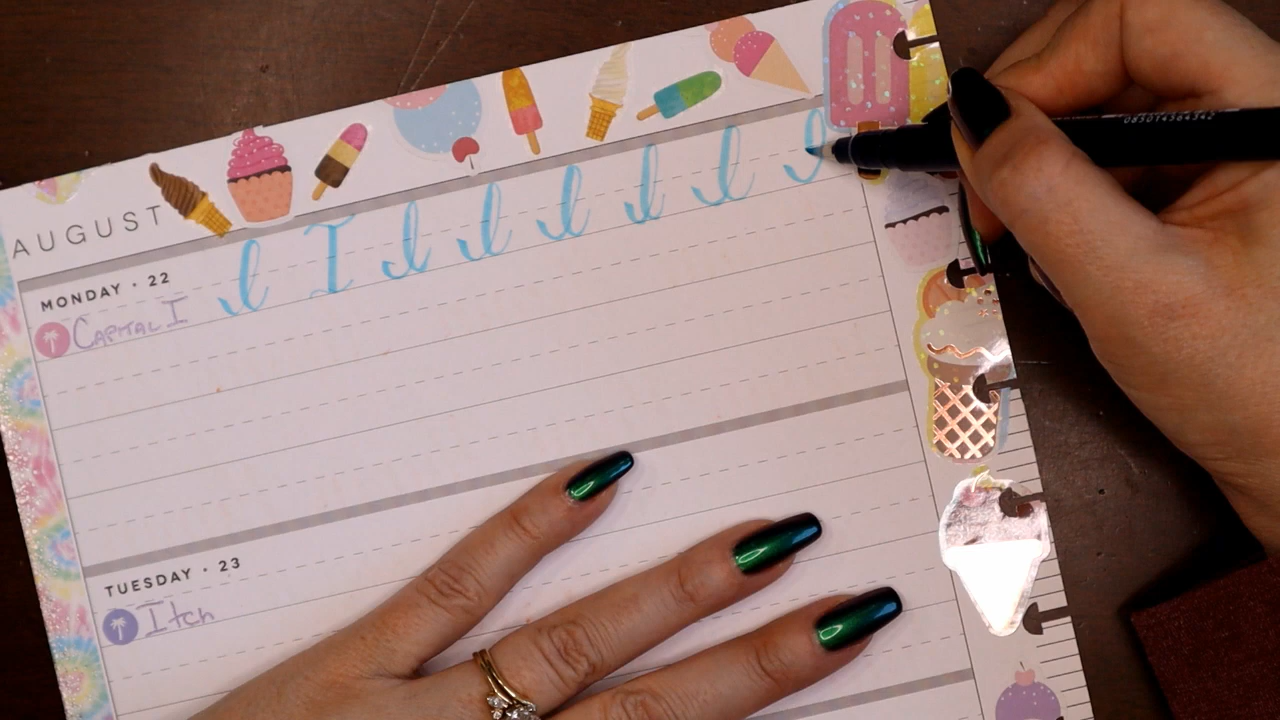 AUGUST
MONDAY · 22
I I I I I I I I
CAPITAL I
TUESDAY · 23
Itch